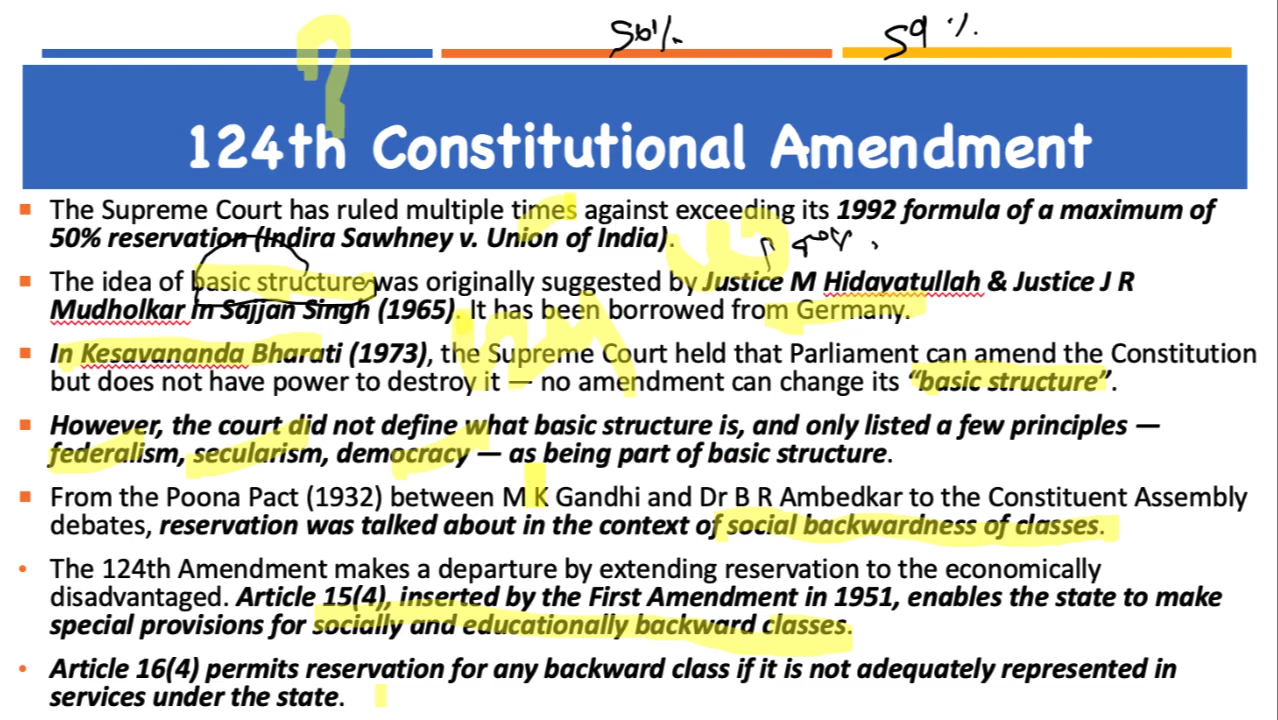 50% 59%
124th Constitutional Amendment
The Supreme Court has ruled multiple times against exceeding its 1992 formula of a maximum of
50% reservation (Indira Sawhney v. Union of India).
The idea of basic structure was originally suggested by Justice M Hidayatullah & Justice J R
Mudholkar in Sajjan Singh (1965). It has been borrowed from Germany.
In Kesavananda Bharati (1973), the Supreme Court held that Parliament can amend the Constitution
but does not have power to destroy it — no amendment can change its “basic structure”.
However, the court did not define what basic structure is, and only listed a few principles —
federalism, secularism, democracy — as being part of basic structure.
From the Poona Pact (1932) between M K Gandhi and Dr B R Ambedkar to the Constituent Assembly
debates, reservation was talked about in the context of social backwardness of classes.
The 124th Amendment makes a departure by extending reservation to the economically
disadvantaged. Article 15(4), inserted by the First Amendment in 1951, enables the state to make
special provisions for socially and educationally backward classes.
Article 16(4) permits reservation for any backward class if it is not adequately represented in
services under the state.